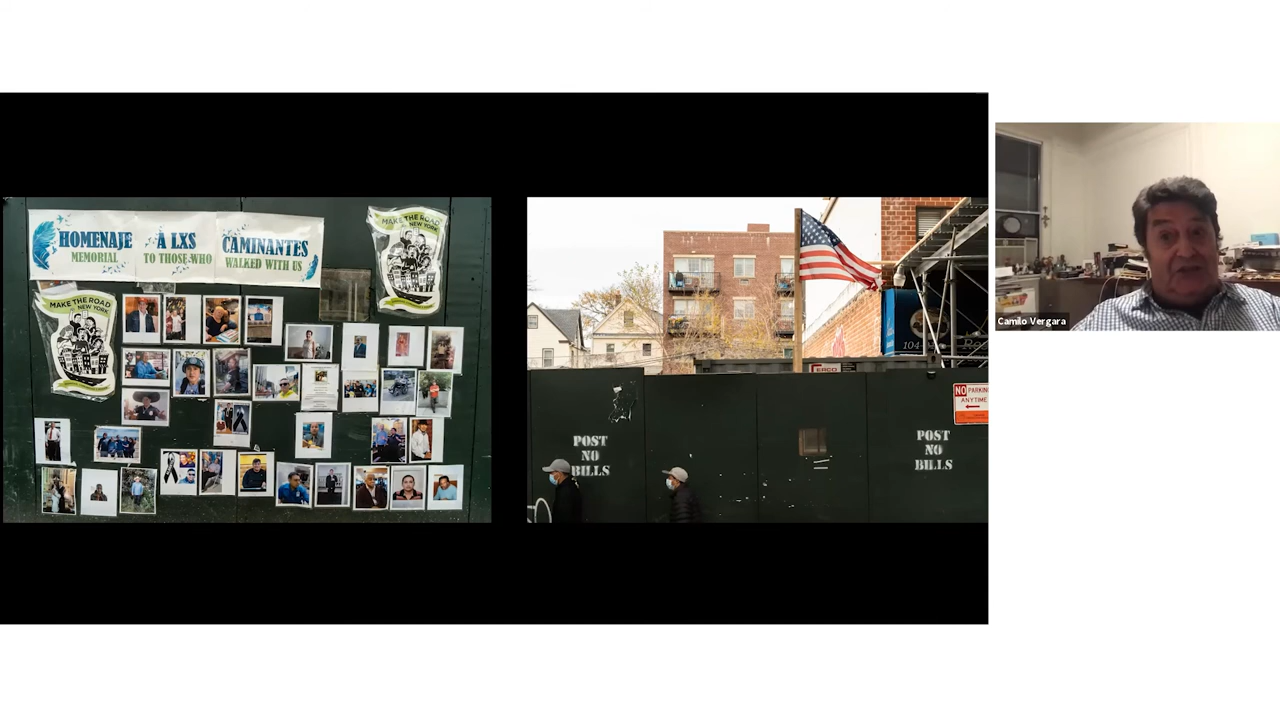 HOMENAJE
MEMORIAL
A LXS
TO THOSE WHO
CAMINANTES
WALKED WITH US
MAKE THE ROAD
NEW YORK
MAKE THE ROAD
NEW YORK
POST
NO
BILLS
POST
NO
BILLS
NO PARKING
ANYTIME
104-
Camilo Vergara